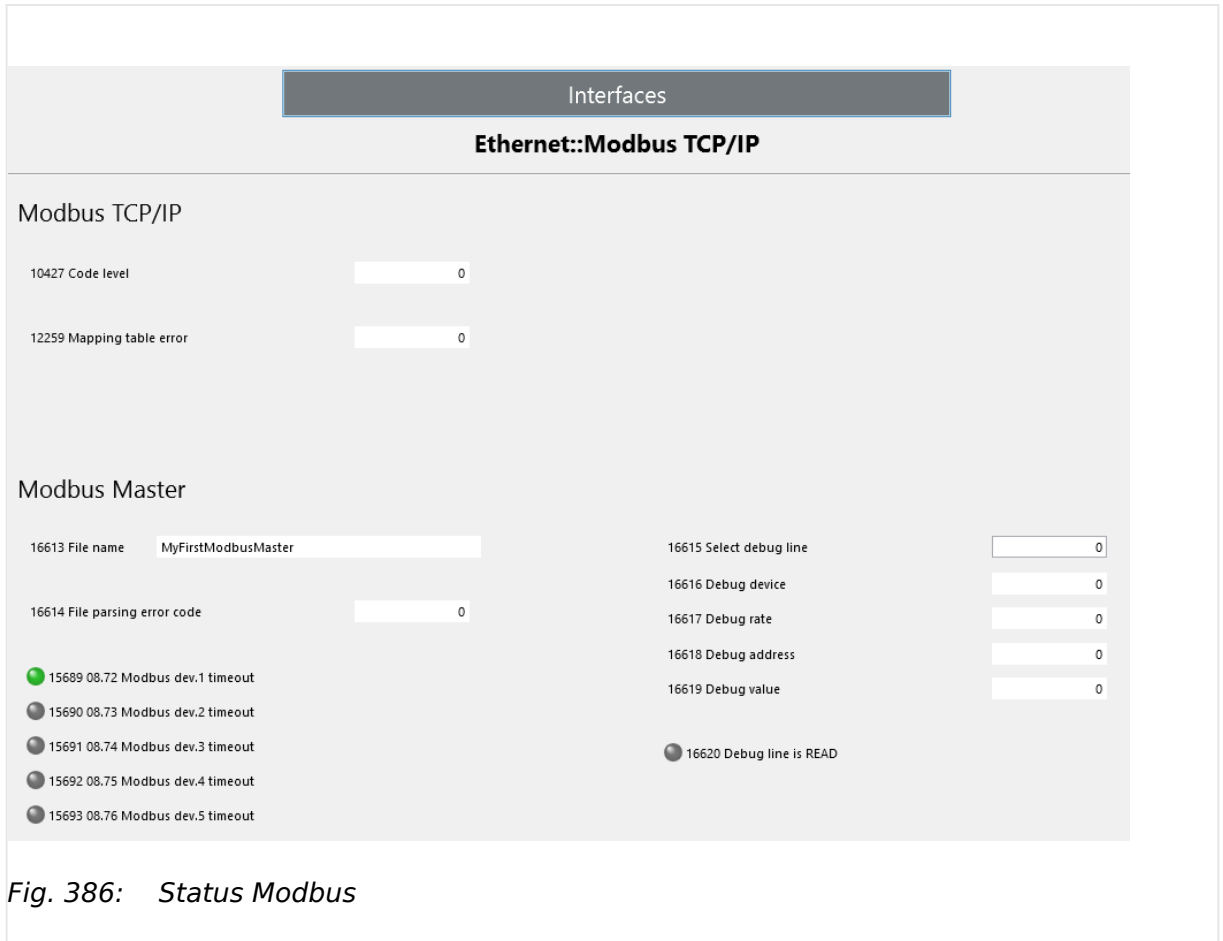 Interfaces
Ethernet::Modbus TCP/IP
Modbus TCP/IP
10427 Code level 0
12259 Mapping table error 0
Modbus Master
16613 File name MyFirstModbusMaster
16614 File parsing error code 0
15689 08.72 Modbus dev.1 timeout
15690 08.73 Modbus dev.2 timeout
15691 08.74 Modbus dev.3 timeout
15692 08.75 Modbus dev.4 timeout
15693 08.76 Modbus dev.5 timeout
16615 Select debug line 0
16616 Debug device 0
16617 Debug rate 0
16618 Debug address 0
16619 Debug value 0
16620 Debug line is READ
Fig. 386: Status Modbus